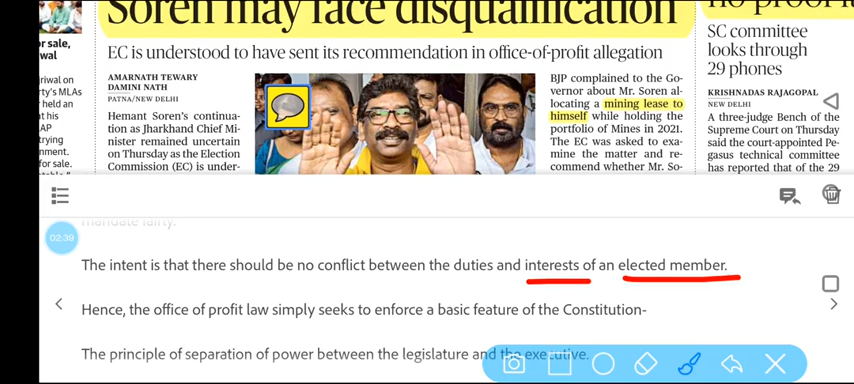 Soren may face disqualification
EC is understood to have sent its recommendation in office-of-profit allegation
AMARNATH TEWARY
DAMINI NATH
PATNA/NEW DELHI
Hemant Soren's continua-
tion as Jharkhand Chief Mi-
nister remained uncertain
on Thursday as the Election
Commission (EC) is under-
BJP complained to the Go-
vernor about Mr. Soren al-
locating a mining lease to
himself while holding the
portfolio of Mines in 2021.
The EC was asked to exa-
mine the matter and re-
commend whether Mr. So-
no proof
SC committee
looks through
29 phones
KRISHNADAS RAJAGOPAL
NEW DELHI
A three-judge Bench of the
Supreme Court on Thursday
said the court-appointed Pe-
gasus technical committee
has reported that of the 29
or sale,
wal
riwal on
rty's MLAs
held an
at his
AP
trying
nment.
for sale.
mandate fairly.
02:39
The intent is that there should be no conflict between the duties and interests of an elected member.
Hence, the office of profit law simply seeks to enforce a basic feature of the Constitution-
The principle of separation of power between the legislature and the executive.